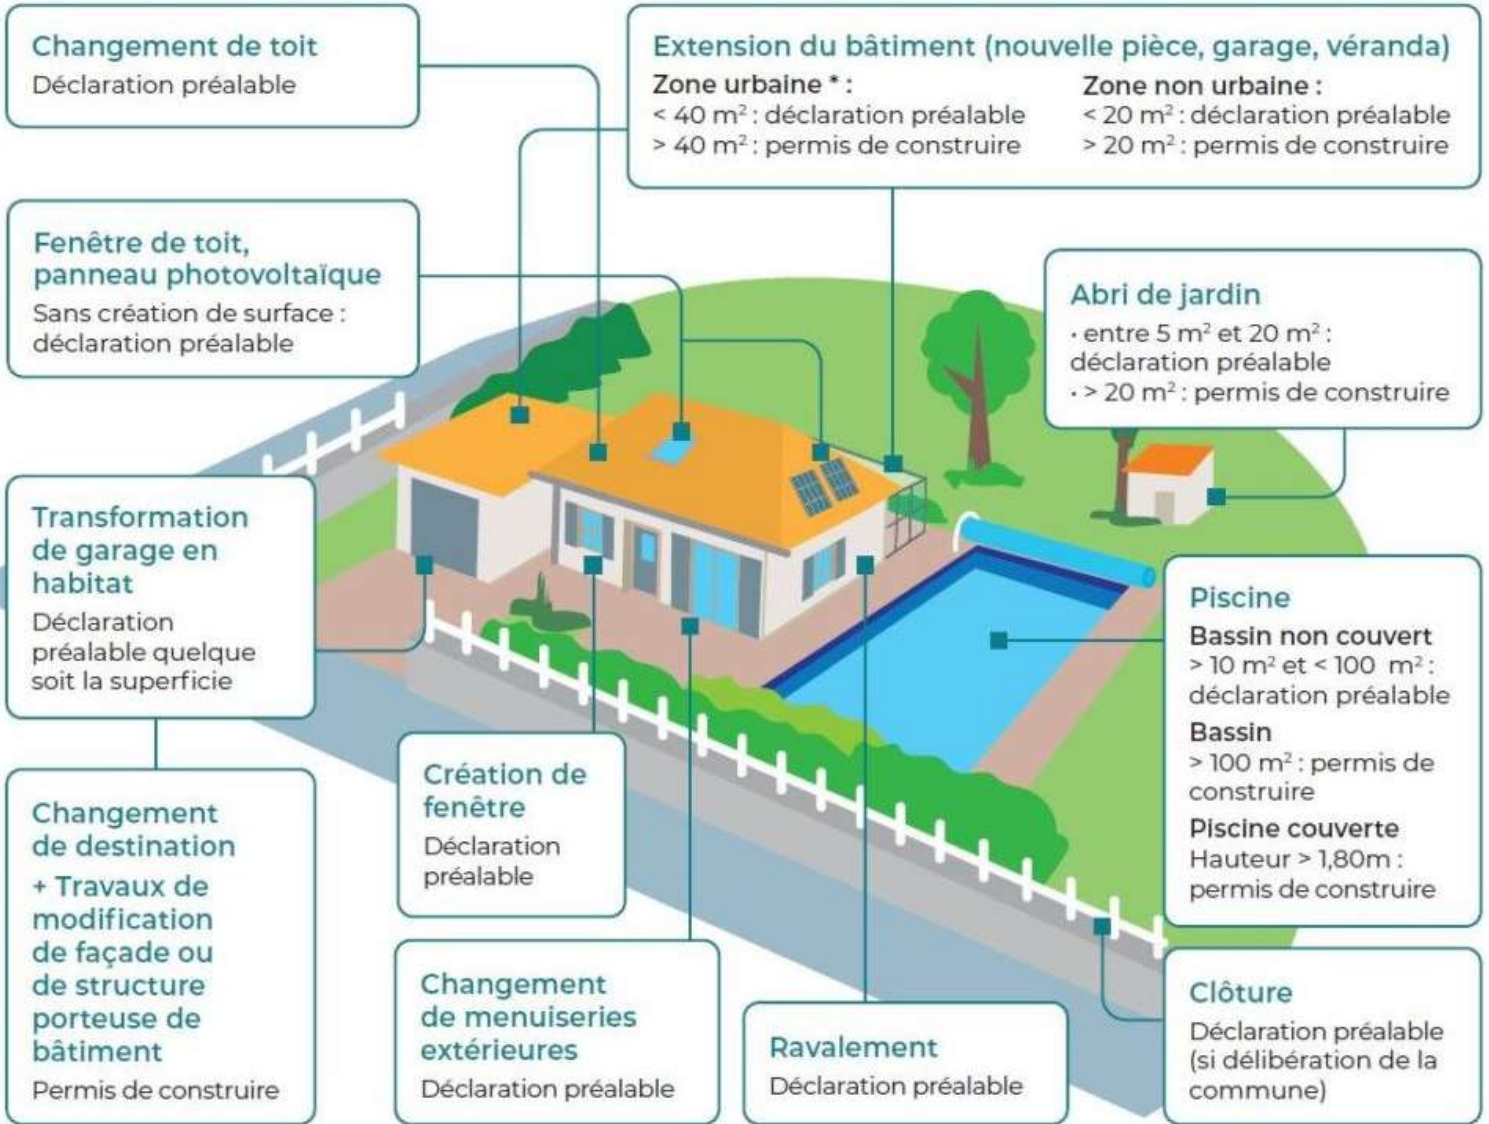 Changement de toit
Déclaration préalable
Extension du bâtiment (nouvelle pièce, garage, véranda)
Zone urbaine * :
< 40 m² : déclaration préalable
> 40 m² : permis de construire
Zone non urbaine :
< 20 m² : déclaration préalable
> 20 m² : permis de construire
Fenêtre de toit,
panneau photovoltaïque
Sans création de surface :
déclaration préalable
Abri de jardin
• entre 5 m² et 20 m² :
déclaration préalable
• > 20 m² : permis de construire
Transformation
de garage en
habitat
Déclaration
préalable quelque
soit la superficie
Piscine
Bassin non couvert
> 10 m² et < 100 m² :
déclaration préalable
Bassin
> 100 m² : permis de
construire
Piscine couverte
Hauteur > 1,80m :
permis de construire
Changement
de destination
+ Travaux de
modification
de façade ou
de structure
porteuse de
bâtiment
Permis de construire
Création de
fenêtre
Déclaration
préalable
Changement
de menuiseries
extérieures
Déclaration préalable
Ravalement
Déclaration préalable
Clôture
Déclaration préalable
(si délibération de la
commune)